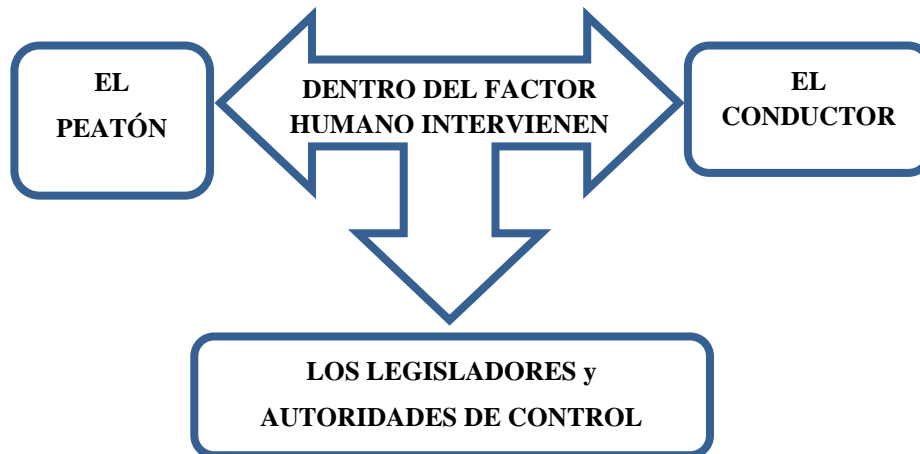 EL
PEATÓN
DENTRO DEL FACTOR
HUMANO INTERVIENEN
EL
CONDUCTOR
LOS LEGISLADORES y
AUTORIDADES DE CONTROL